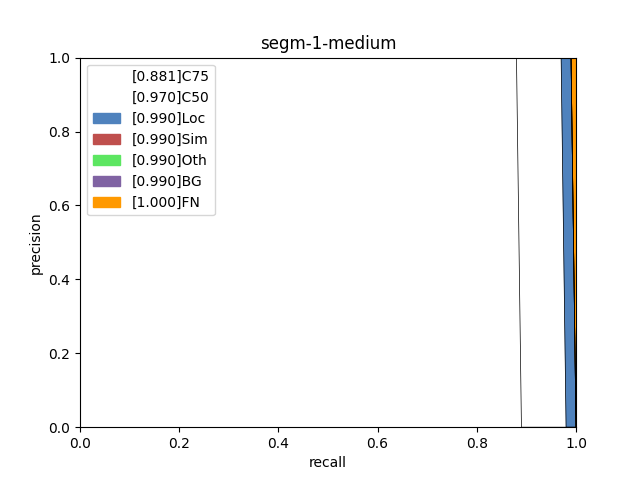 segm-1-medium
1.0
0.8
0.6
0.4
0.2
0.0
precision
[0.881]C75
[0.970]C50
[0.990]Loc
[0.990]Sim
[0.990]Oth
[0.990]BG
[1.000]FN
0.0 0.2 0.4 0.6 0.8 1.0
recall